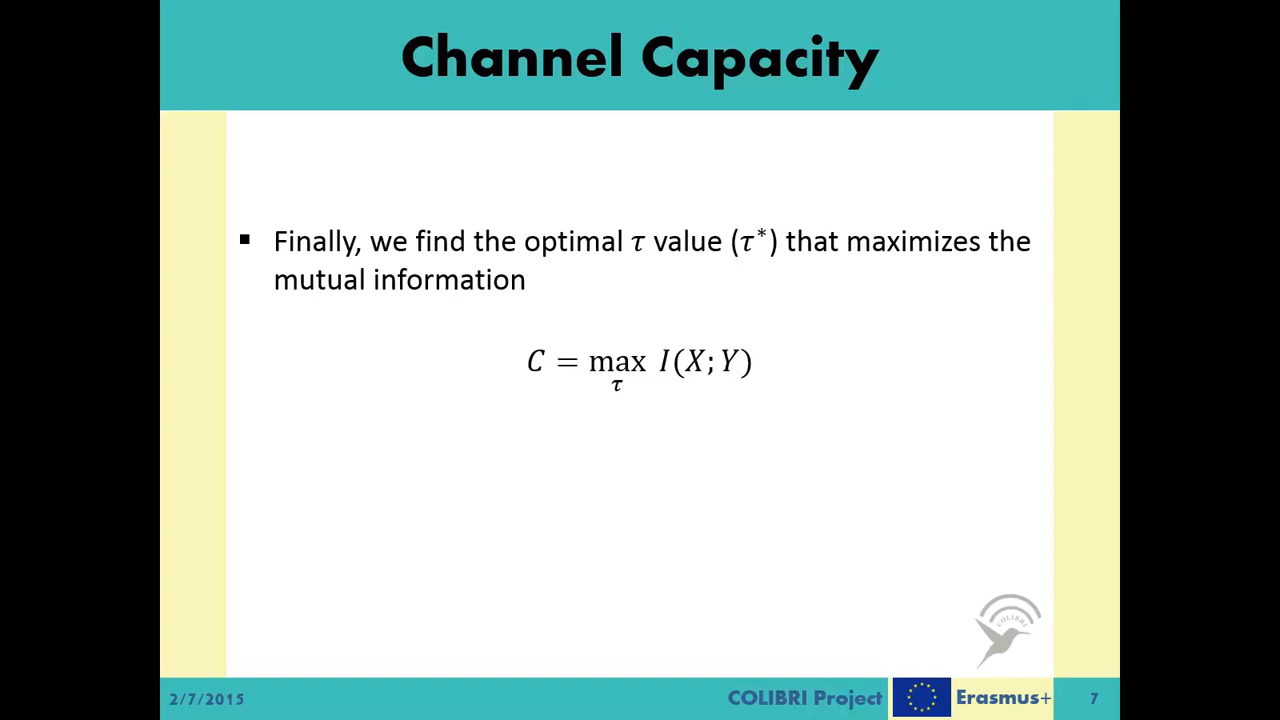 Channel Capacity
▪ Finally, we find the optimal τ value (τ*) that maximizes the
mutual information
C = max I(X; Y)
τ
COLIBRI
2/7/2015
COLIBRI Project
Erasmus+
7